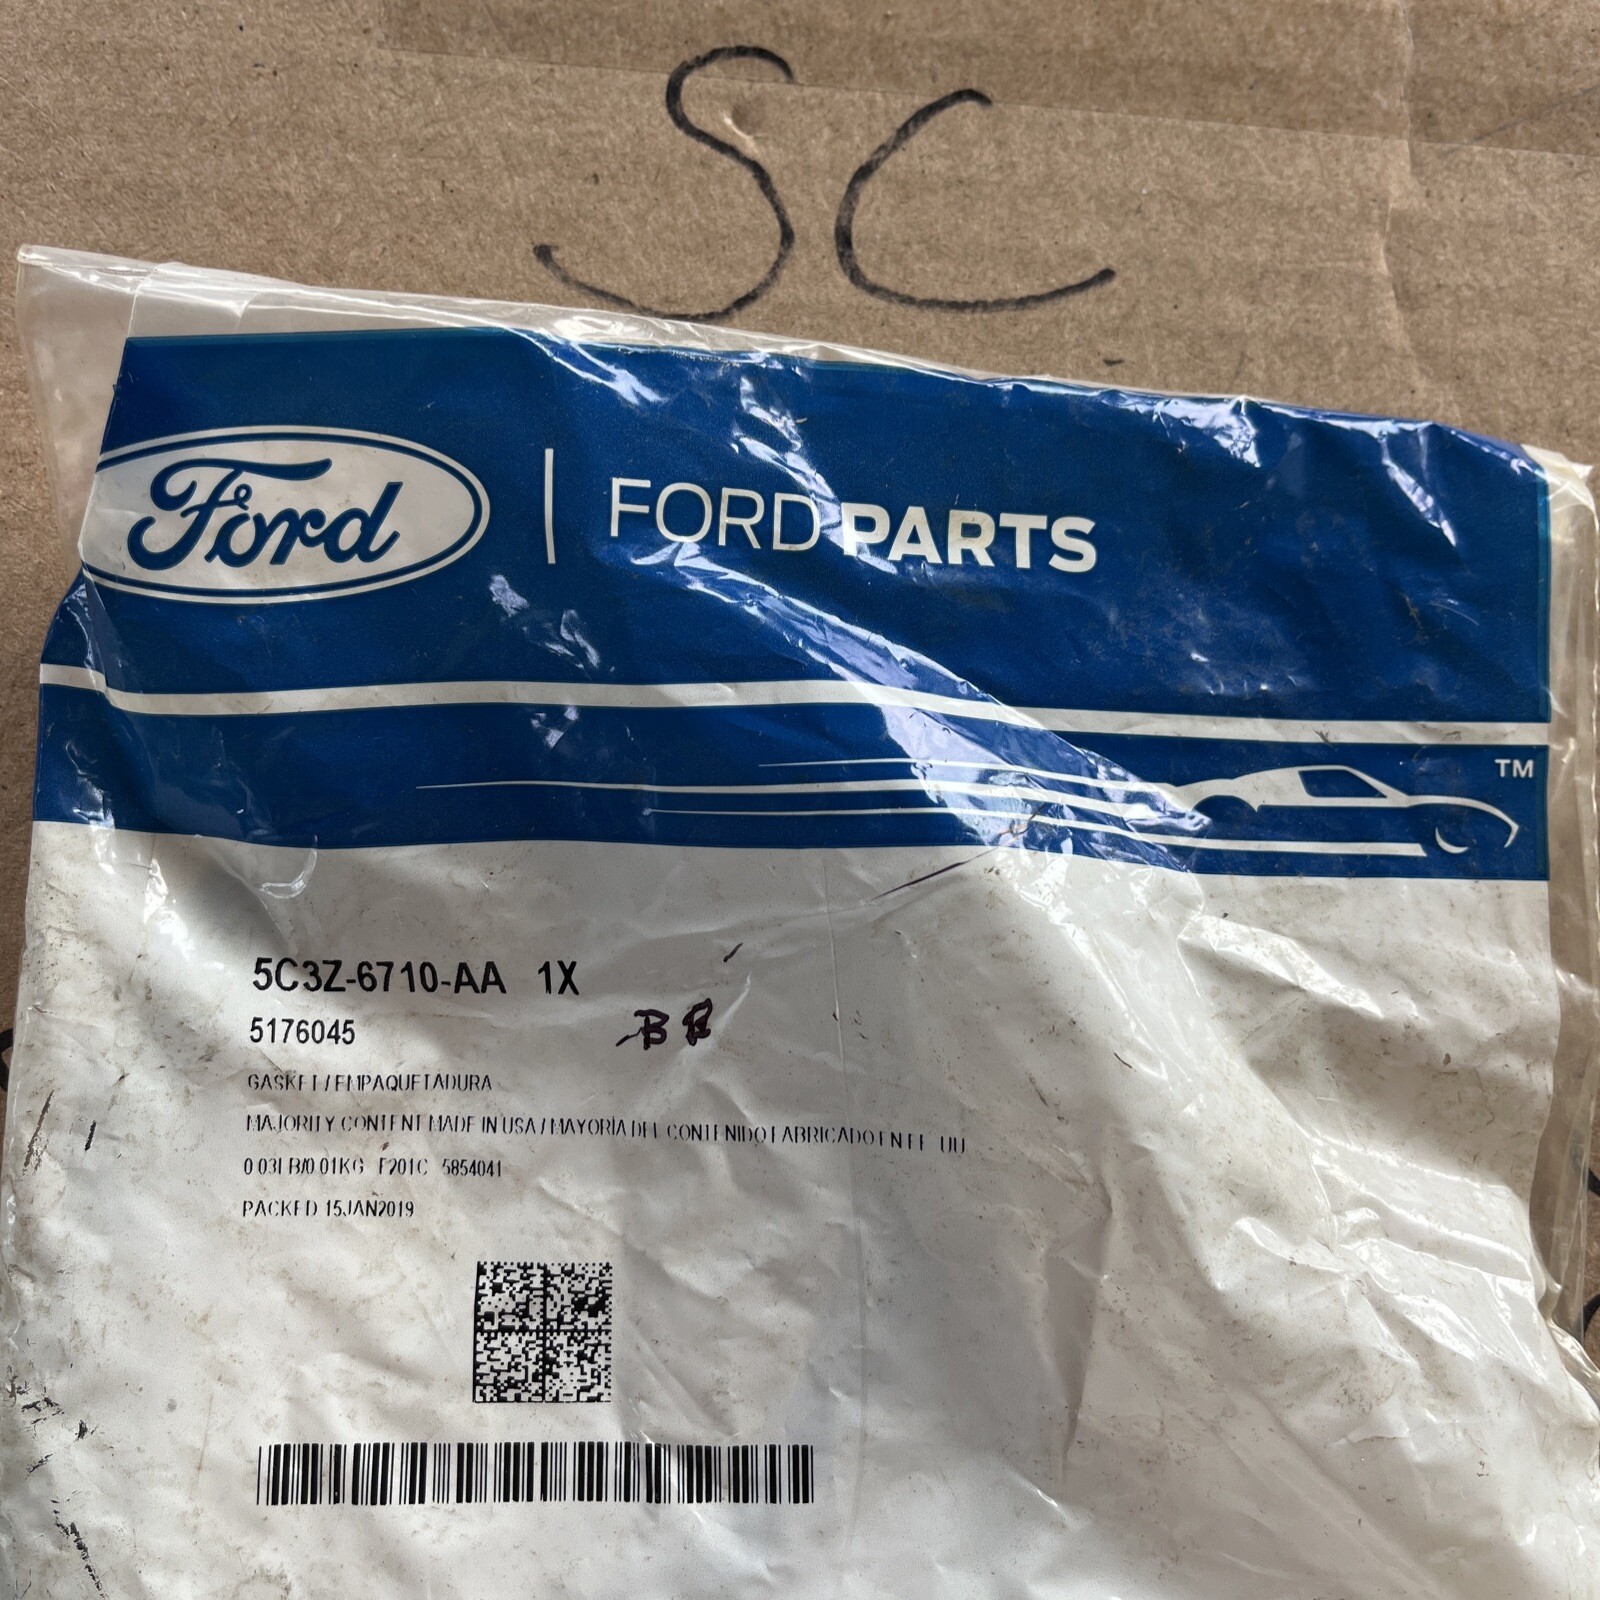 SC
Ford
FORD PARTS
TM
5C3Z-6710-AA 1X
5176045
GASKET / EMPAQUETADURA
MAJORITY CONTENT MADE IN USA / MAYORÍA DEL CONTENIDO FABRICADO EN EE UU
0 03LB/0.01KG F201C 5854041
PACKED 15JAN2019